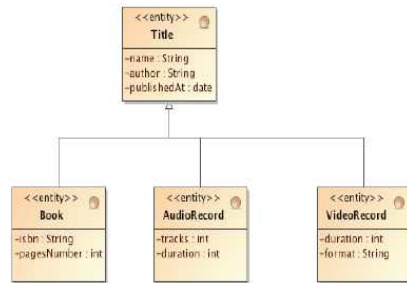 <<entity>>
Title
-name : String
-author : String
-publishedAt : date
<<entity>>
Book
-isbn : String
-pagesNumber : int
<<entity>>
AudioRecord
-tracks : int
-duration : int
<<entity>>
VideoRecord
-duration : int
-format : String